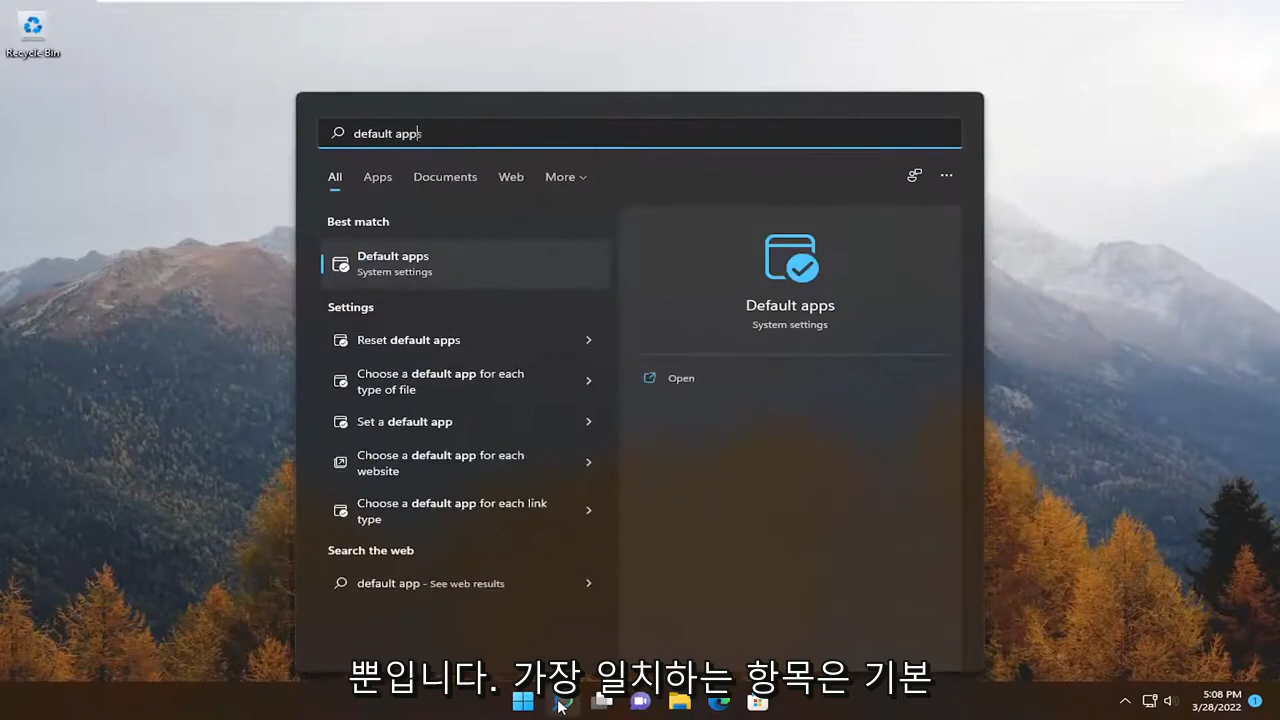 Recycle Bin
default apps
All
Apps
Documents
Web
More
Best match
Default apps
System settings
Settings
Reset default apps
Choose a default app for each
type of file
Set a default app
Choose a default app for each
website
Choose a default app for each link
type
Search the web
default app - See web results
Default apps
System settings
Open
뿐입니다. 가장 일치하는 항목은 기본
5:08 PM
3/28/2022
1